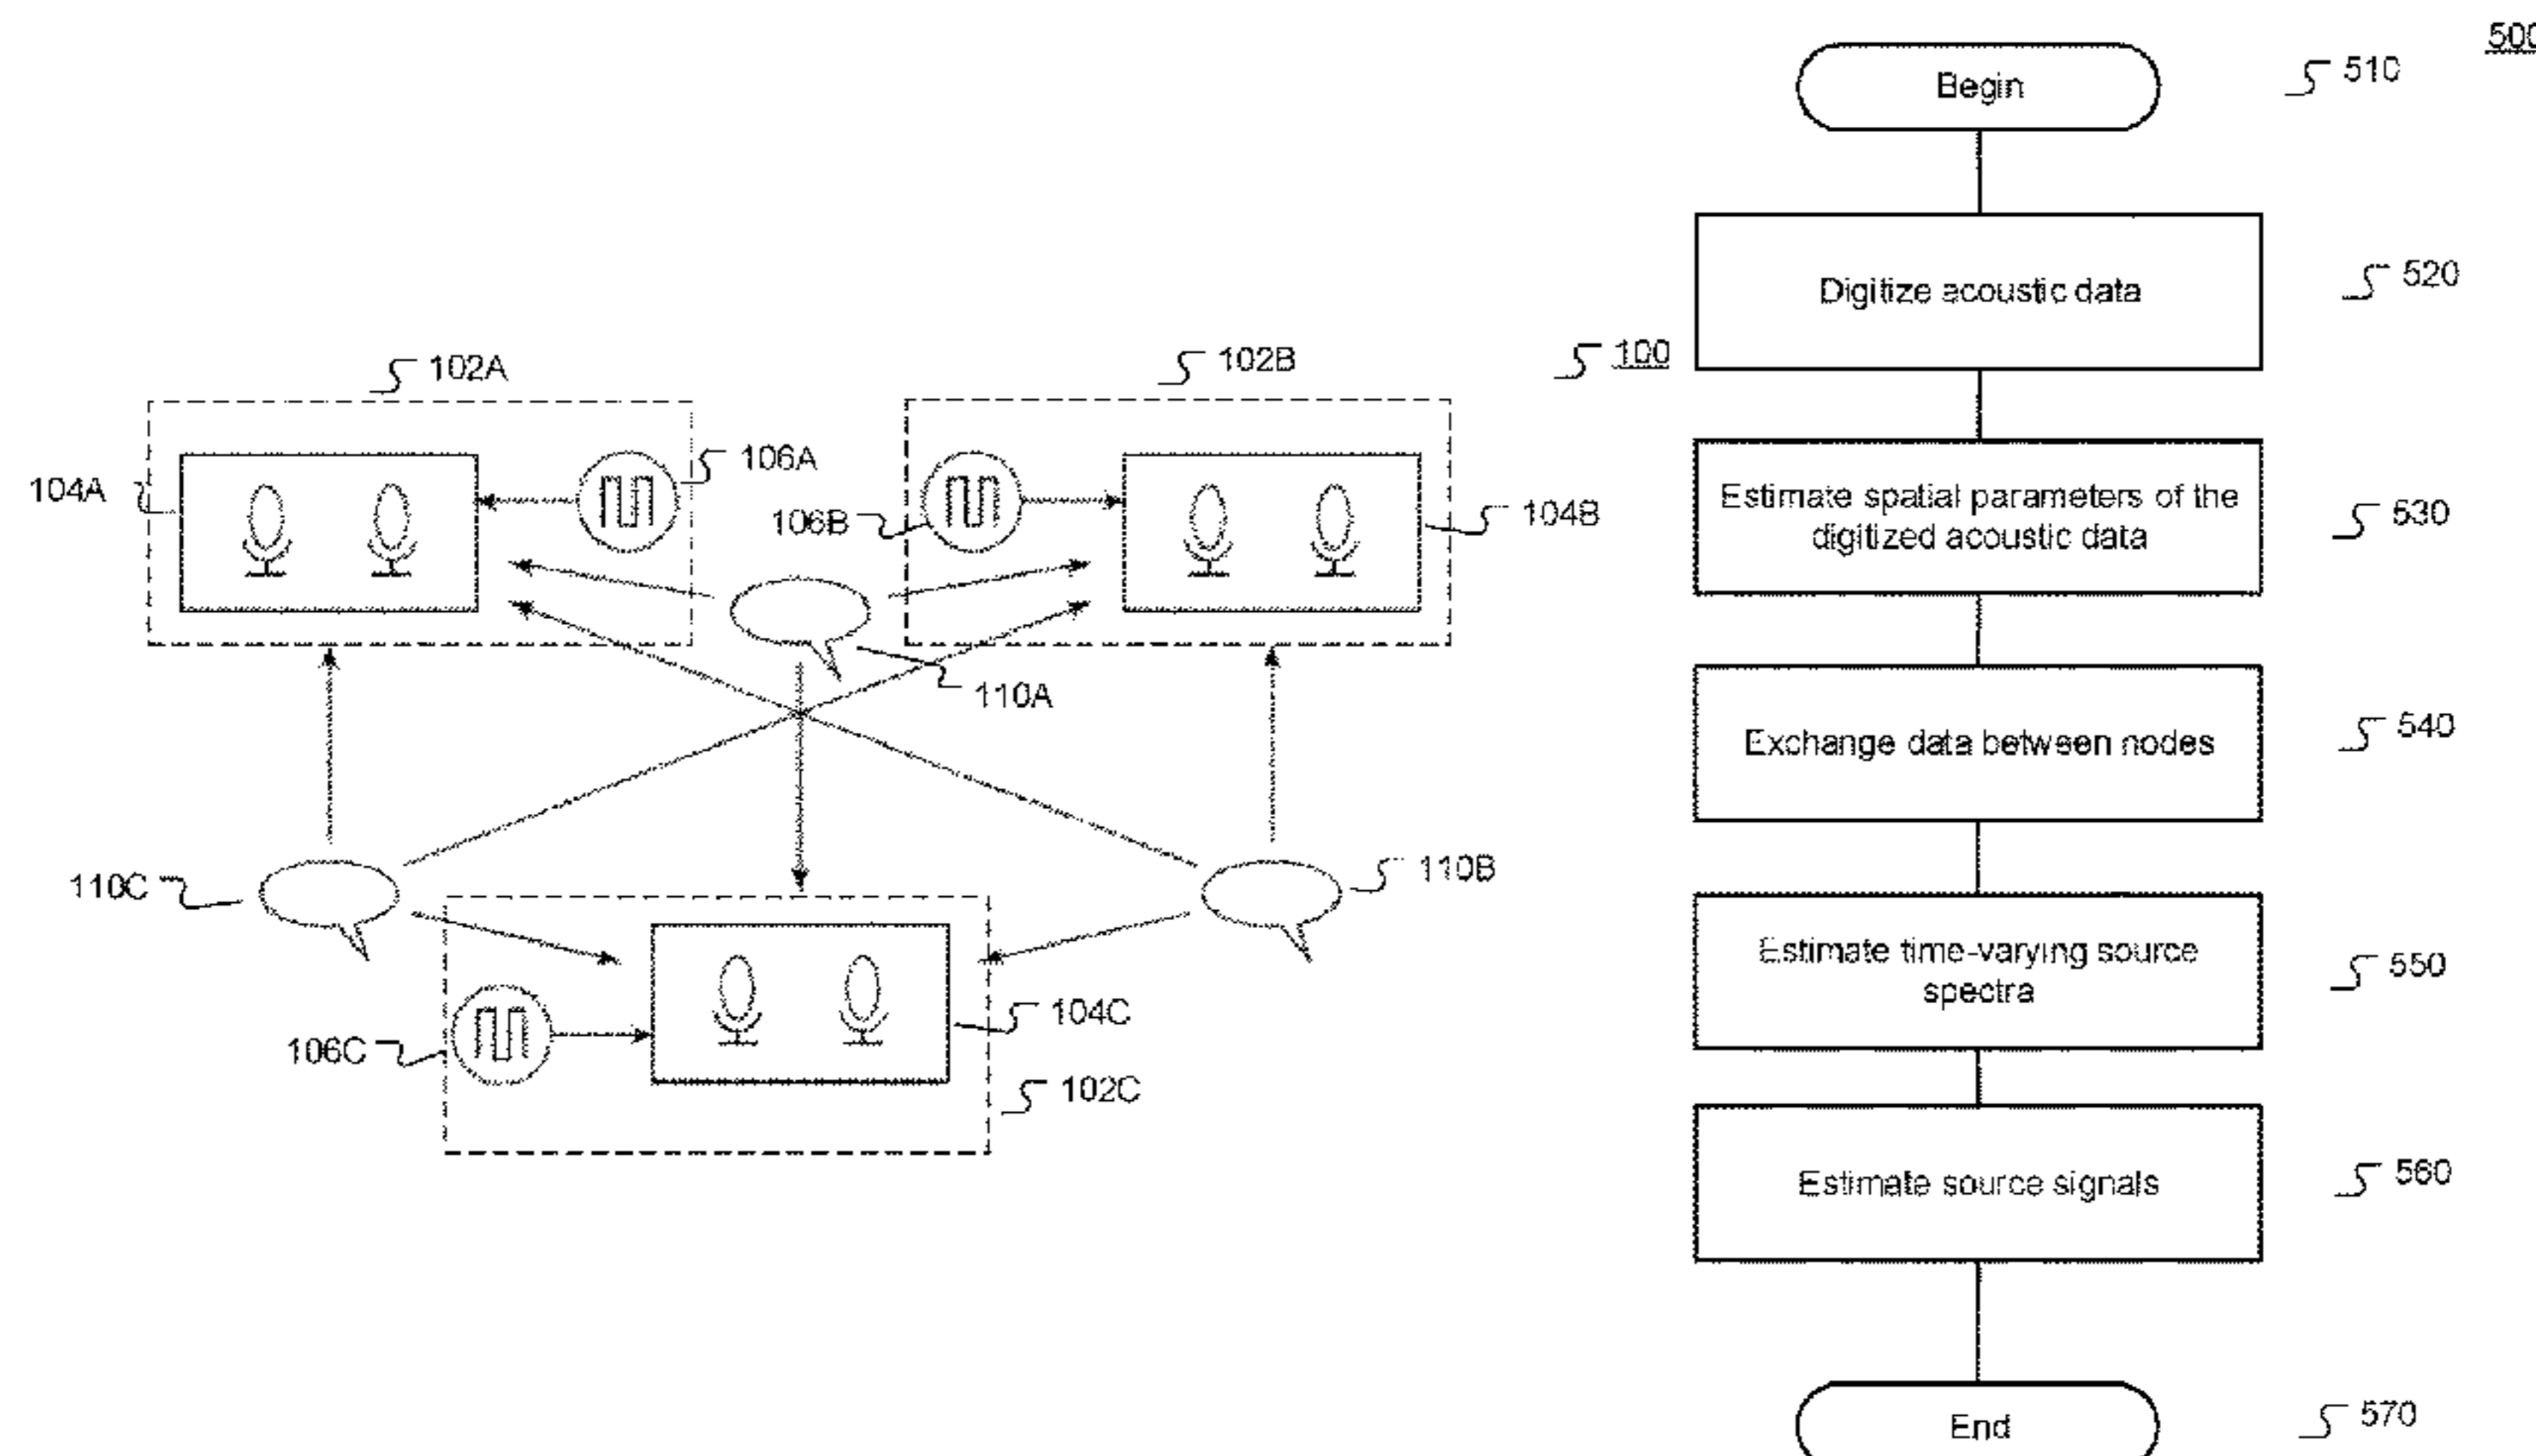 102A
102B
100
104A
106A
106B
104B
110A
110C
110B
106C
104C
102C
500
Begin
510
Digitize acoustic data
520
Estimate spatial parameters of the
digitized acoustic data
530
Exchange data between nodes
540
Estimate time-varying source
spectra
550
Estimate source signals
560
End
570